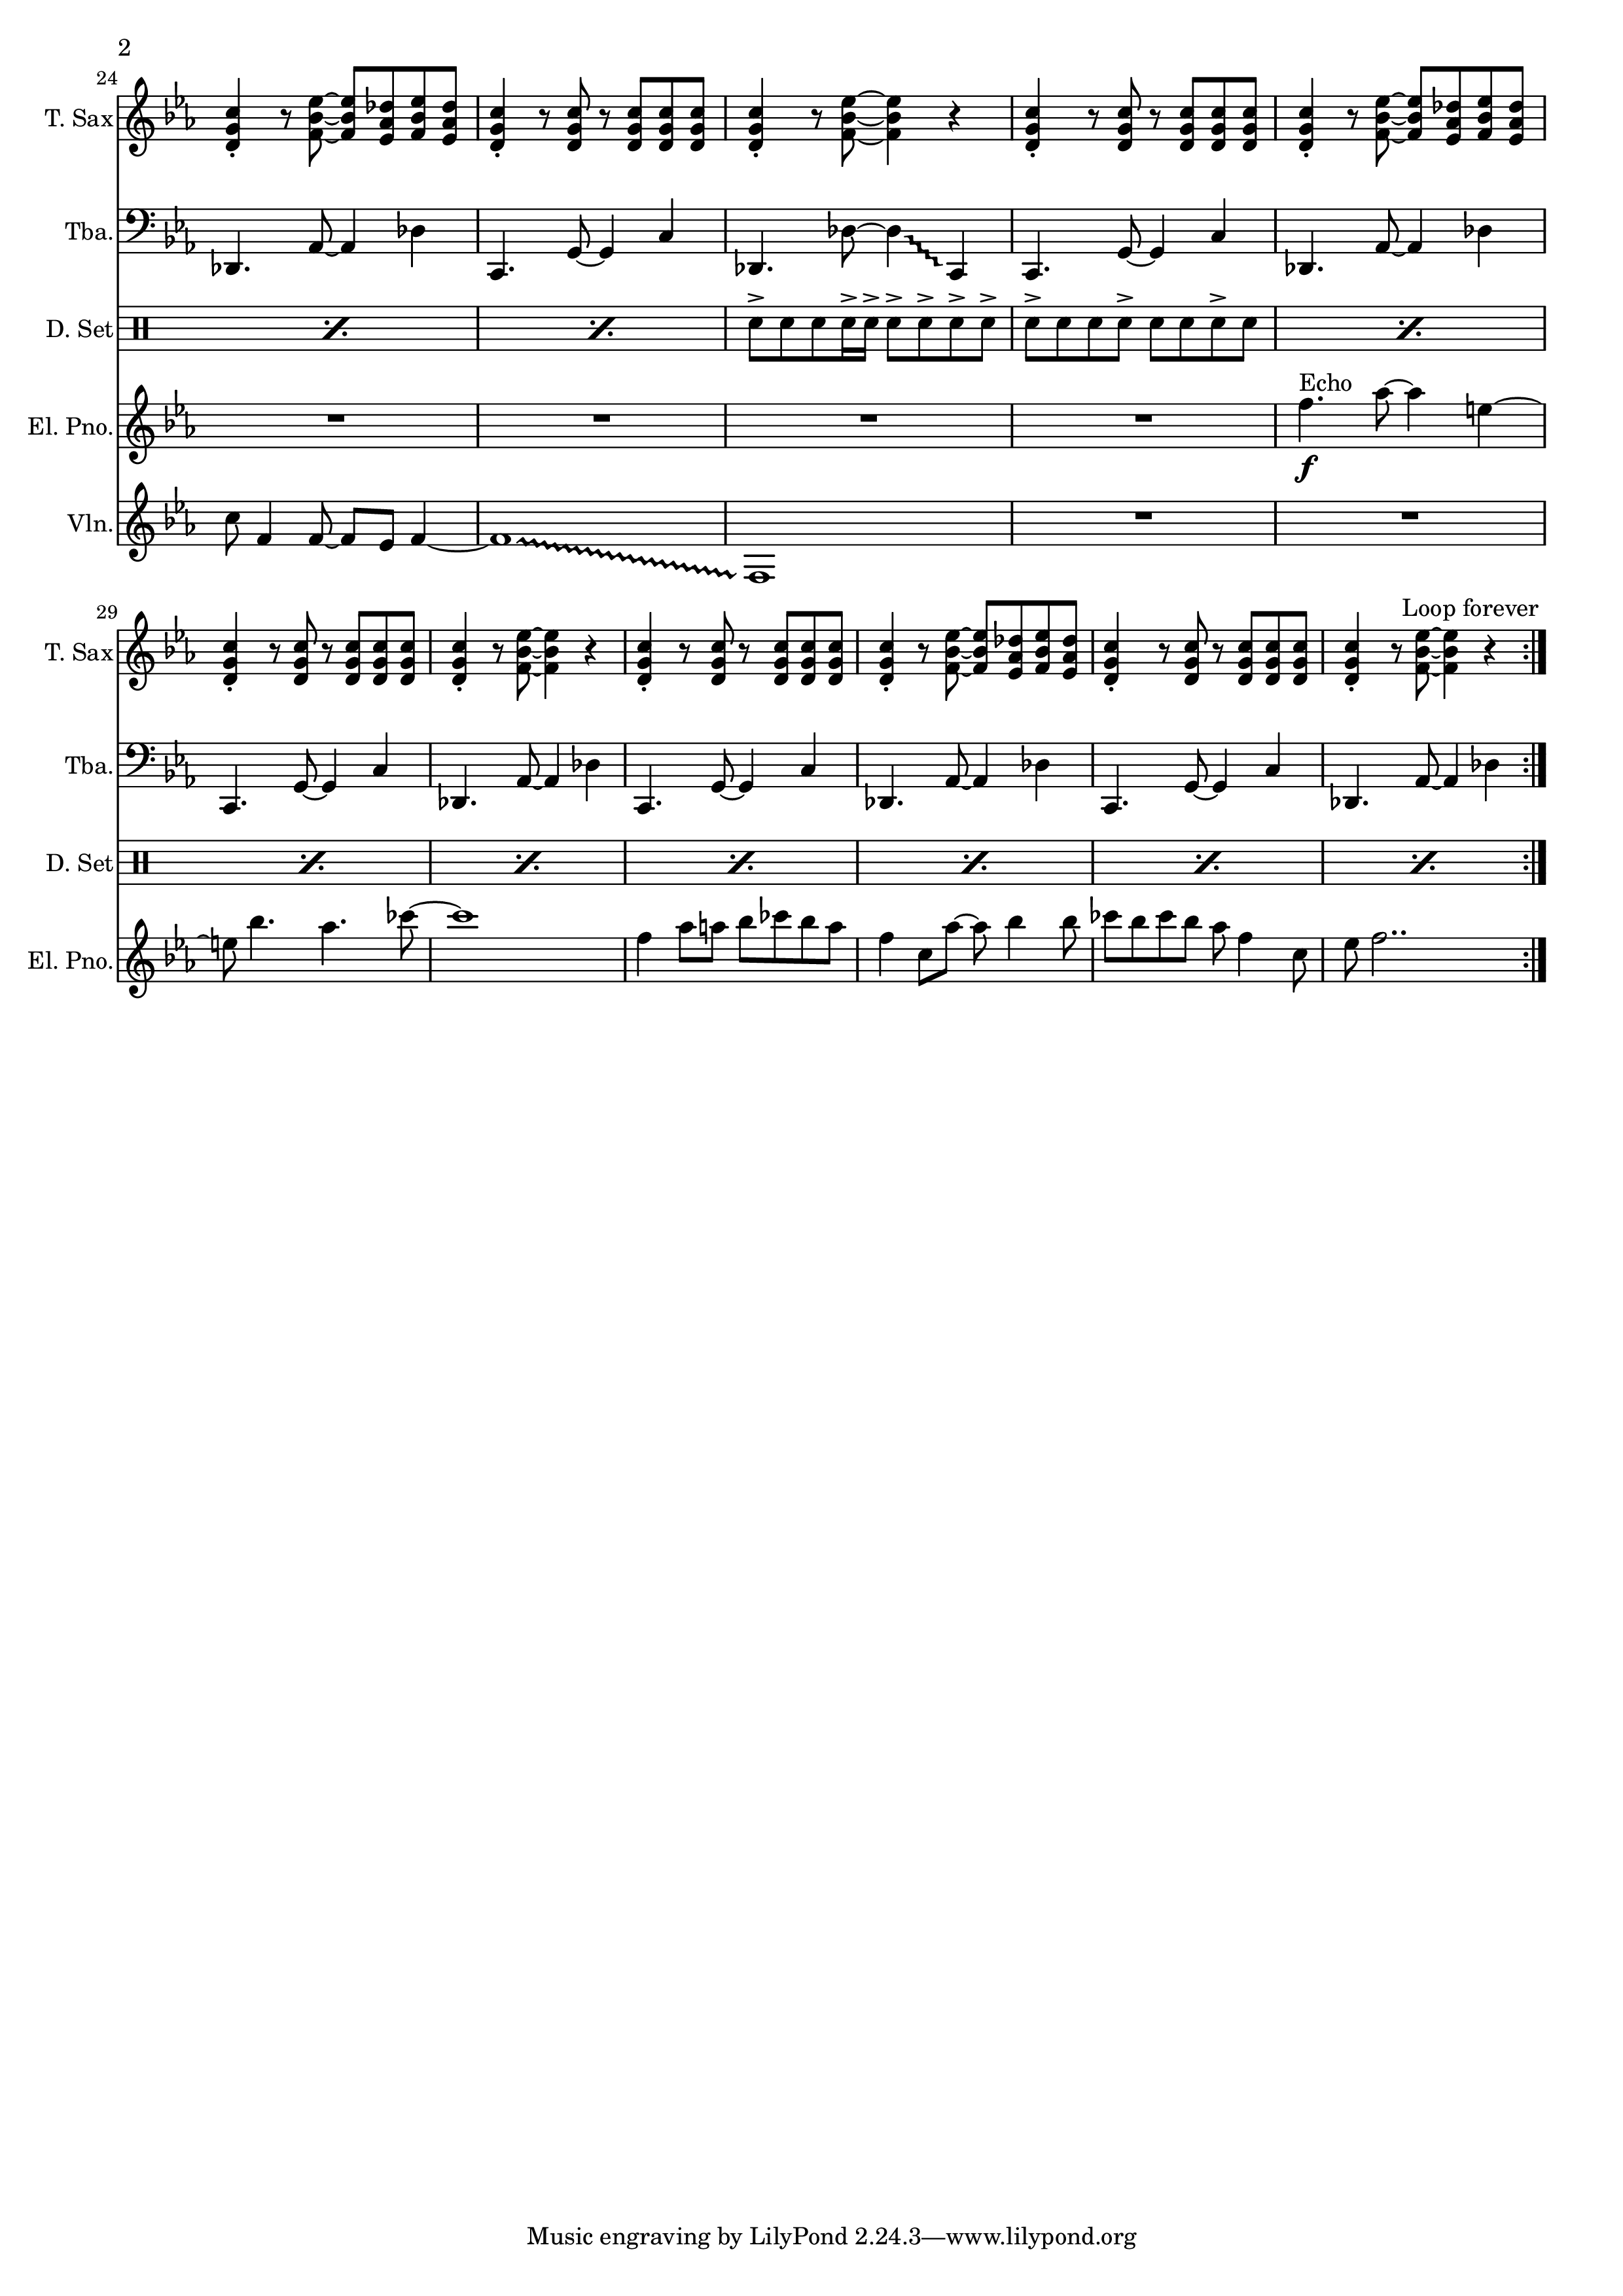 2
24
T. Sax
Tba.
D. Set
Echo
El. Pno.
f
Vln.
29
Loop forever
T. Sax
Tba.
D. Set
El. Pno.
Music engraving by LilyPond 2.24.3—www.lilypond.org